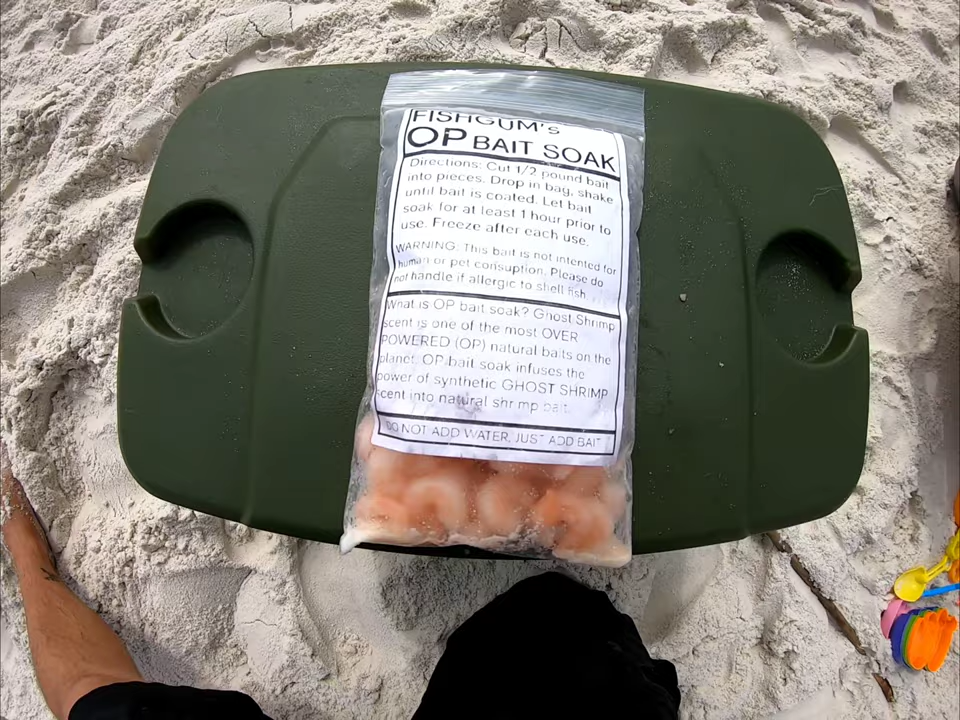 FISHGUM's
OP BAIT SOAK
Directions: Cut 1/2 pound bait
into pieces. Drop in bag, shake
until bait is coated. Let bait
soak for at least 1 hour prior to
use. Freeze after each use.
WARNING: This bait is not intented for
human or pet consuption. Please do
not handle if allergic to shell fish.
What is OP bait soak? Ghost Shrimp
scent is one of the most OVER
POWERED (OP) natural baits on the
planet. OP bait soak infuses the
power of synthetic GHOST SHRIMP
scent into natural shrimp bait.
DO NOT ADD WATER, JUST ADD BAIT